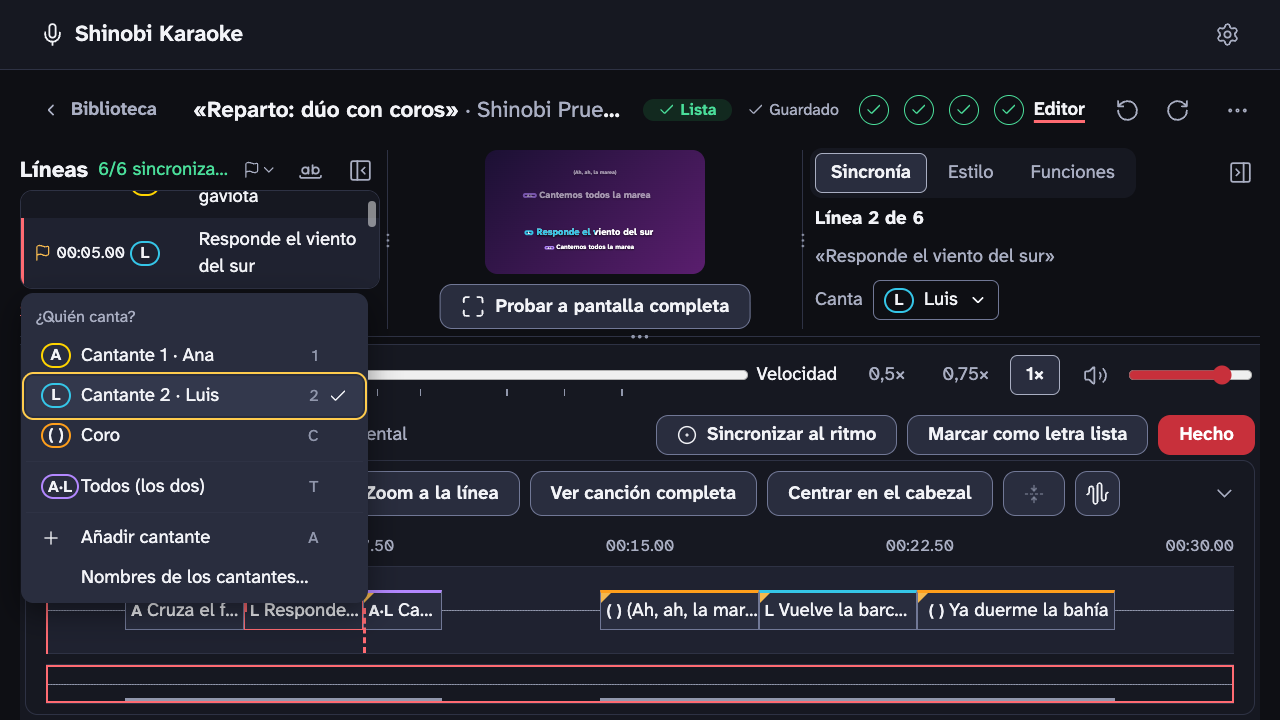 Shinobi Karaoke
Biblioteca
«Reparto: dúo con coros» · Shinobi Prue...
Lista
Guardado
Editor
Líneas 6/6 sincroniza...
ab
gaviota
00:05.00 L Responde el viento
del sur
¿Quién canta?
A Cantante 1 · Ana 1
L Cantante 2 · Luis 2
( ) Coro C
A·L Todos (los dos) T
+ Añadir cantante A
Nombres de los cantantes...
(Ah, ah, la marea)
Cantemos todos la marea
Responde el viento del sur
Cantemos todos la marea
Probar a pantalla completa
Sincronía
Estilo
Funciones
Línea 2 de 6
«Responde el viento del sur»
Canta L Luis
Velocidad 0,5× 0,75× 1×
ental
Sincronizar al ritmo
Marcar como letra lista
Hecho
Zoom a la línea
Ver canción completa
Centrar en el cabezal
.50 00:15.00 00:22.50 00:30.00
A Cruza el f... L Responde... A·L Ca... ( ) (Ah, ah, la mar... L Vuelve la barc... ( ) Ya duerme la bahía